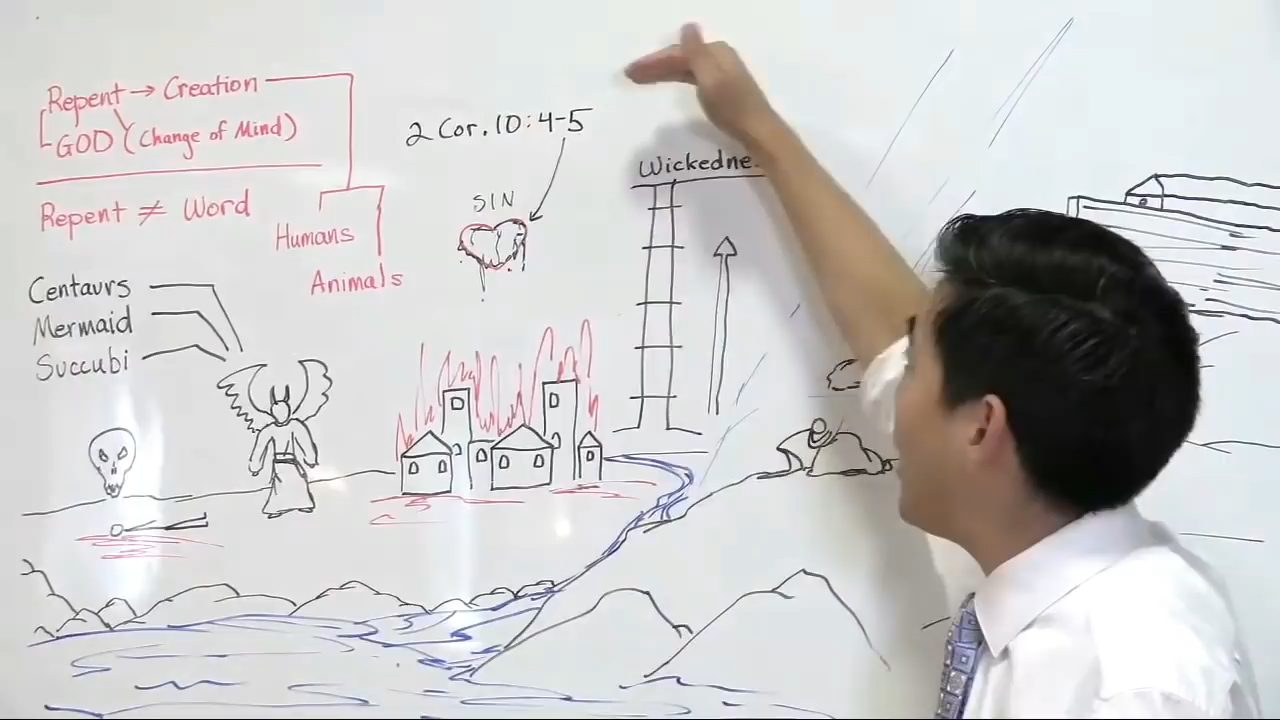 Repent → Creation
GOD (Change of Mind)
Repent ≠ Word
Humans
Animals
2 Cor. 10:4-5
SIN
Wickedne.
Centaurs
Mermaid
Succubi